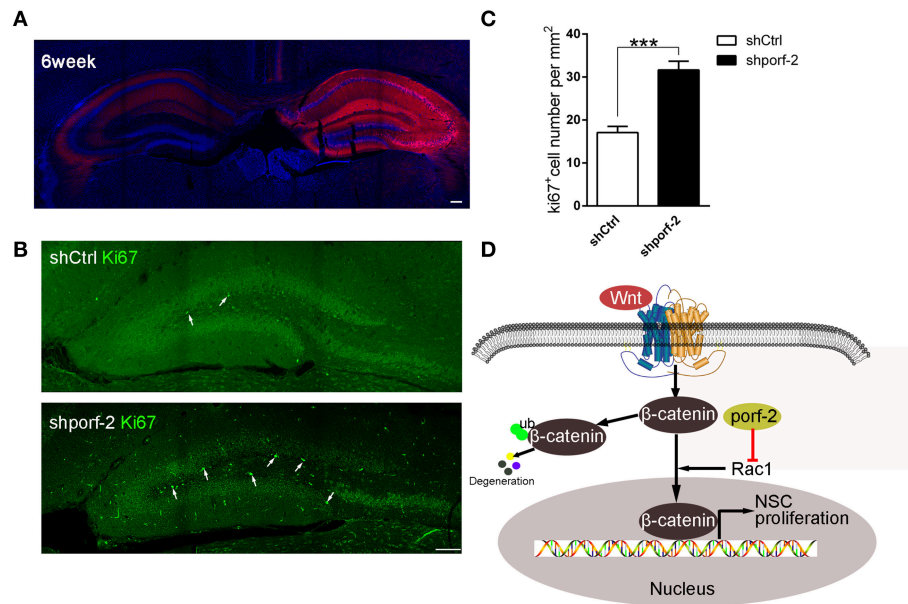 A
6week
B
shCtrl Ki67
shporf-2 Ki67
C
ki67⁺cell number per mm²
40
30
20
10
0
***
shCtrl
shporf-2
shCtrl
shporf-2
D
Wnt
β-catenin
porf-2
ub
β-catenin
Rac1
Degeneration
β-catenin
NSC
proliferation
Nucleus